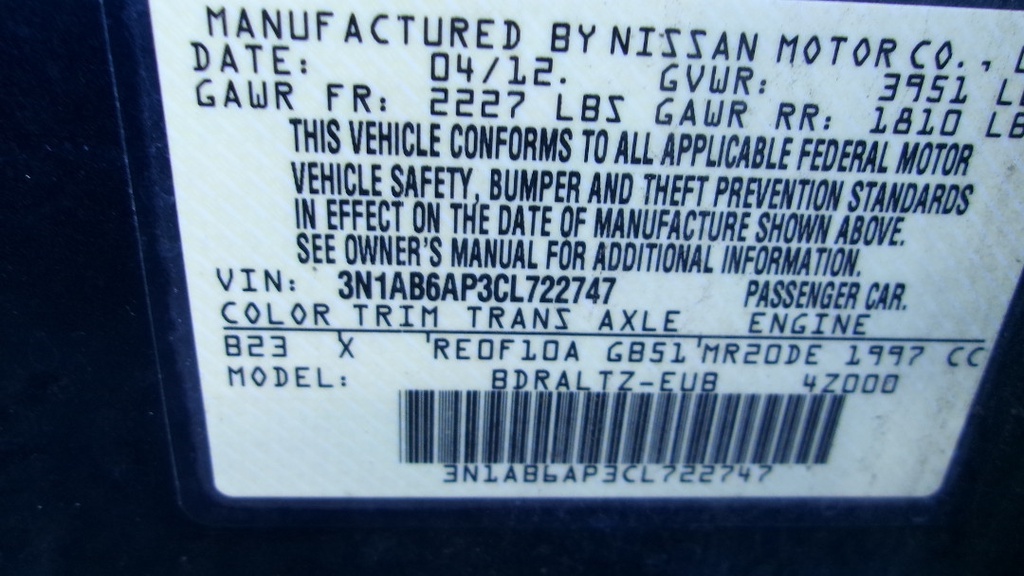 MANUFACTURED BY NISSAN MOTOR CO.,
DATE: 04/12. GVWR: 3951
GAWR FR: 2227 LBS GAWR RR: 1810
THIS VEHICLE CONFORMS TO ALL APPLICABLE FEDERAL MOTOR
VEHICLE SAFETY, BUMPER AND THEFT PREVENTION STANDARDS
IN EFFECT ON THE DATE OF MANUFACTURE SHOWN ABOVE.
SEE OWNER'S MANUAL FOR ADDITIONAL INFORMATION.
VIN: 3N1AB6AP3CL722747 PASSENGER CAR.
COLOR TRIM TRANS AXLE ENGINE
B23 X RE0F10A GB51 MR20DE 1997 CC
MODEL: BDRALTZ-EUB 4Z000
3N1AB6AP3CL722747